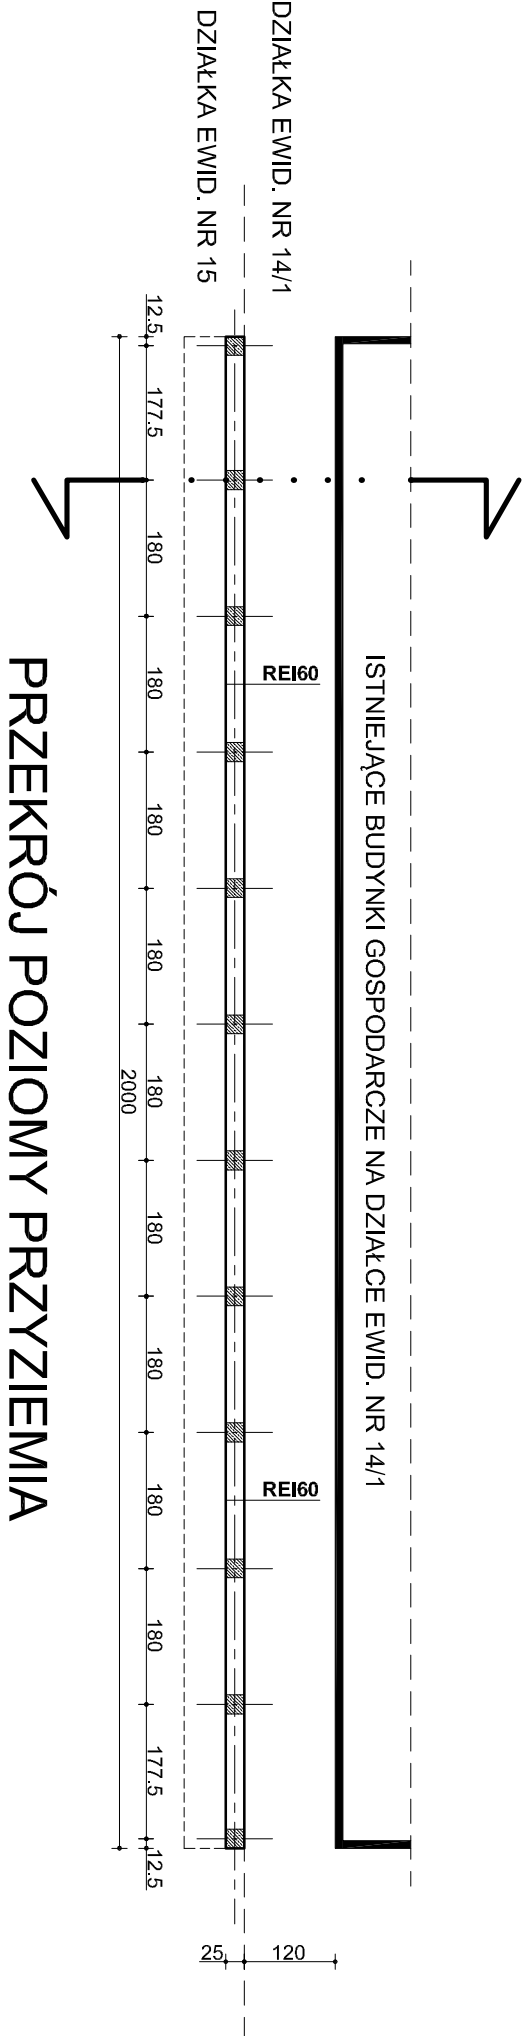 DZIAŁKA EWID. NR 14/1
DZIAŁKA EWID. NR 15
ISTNIEJĄCE BUDYNKI GOSPODARCZE NA DZIAŁCE EWID. NR 14/1
REI60
REI60
12.5
177.5
180
180
180
180
180
180
180
180
180
177.5
12.5
2000
25
120
PRZEKRÓJ POZIOMY PRZYZIEMIA